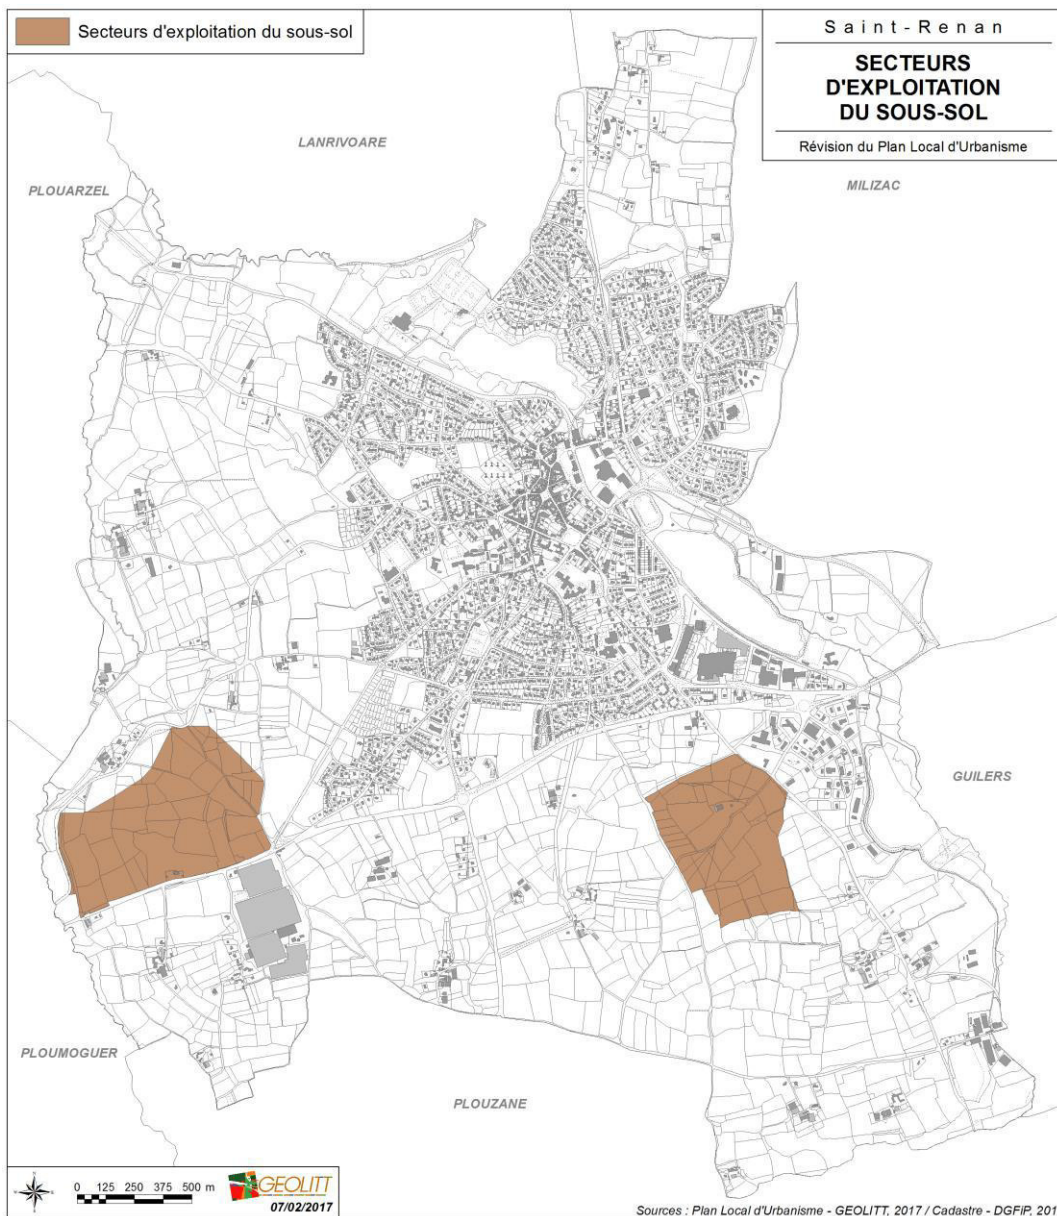 Secteurs d'exploitation du sous-sol
Saint-Renan
SECTEURS
D'EXPLOITATION
DU SOUS-SOL
Révision du Plan Local d'Urbanisme
LANRIVOARE
PLOUARZEL
MILIZAC
GUILERS
PLOUMOGUER
PLOUZANE
0 125 250 375 500 m
GEOLITT
07/02/2017
Sources : Plan Local d'Urbanisme - GEOLITT, 2017 / Cadastre - DGFiP, 201